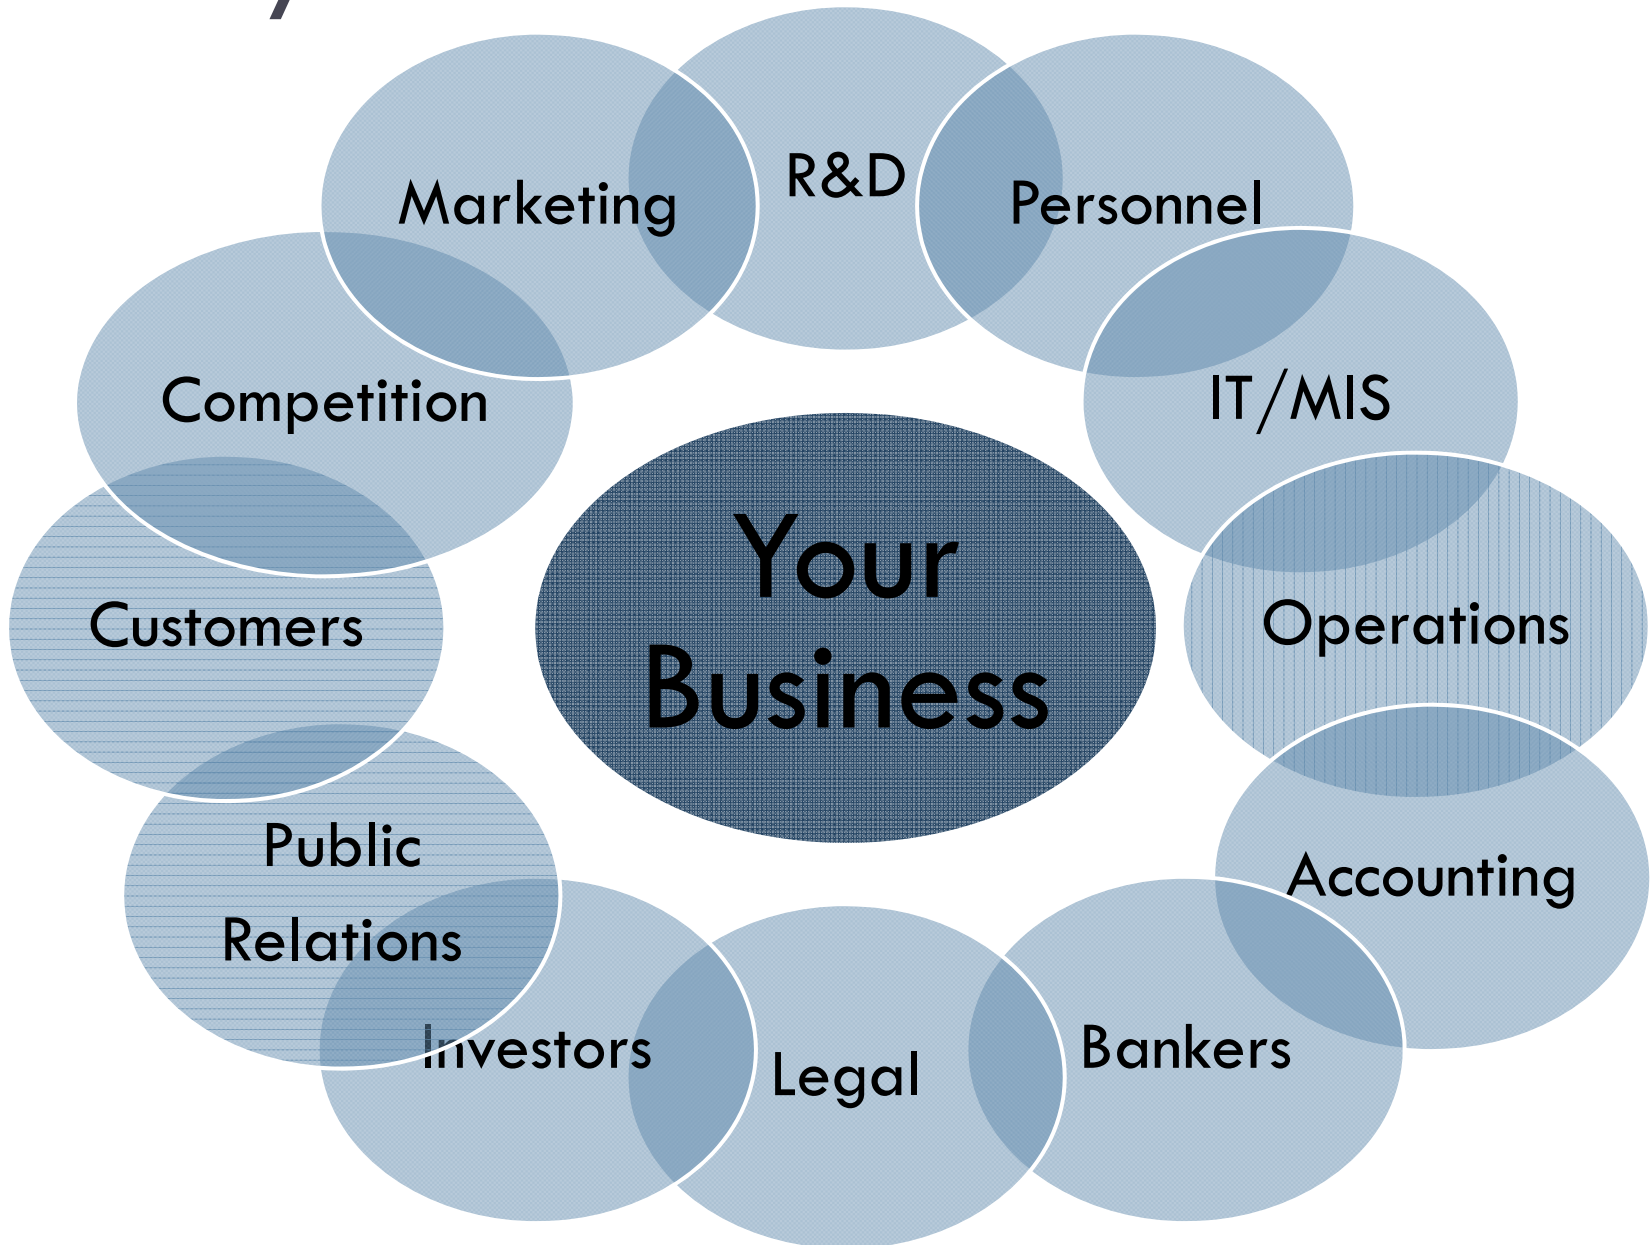 R&D
Personnel
IT/MIS
Operations
Accounting
Bankers
Legal
Investors
Public
Relations
Customers
Competition
Marketing
Your
Business